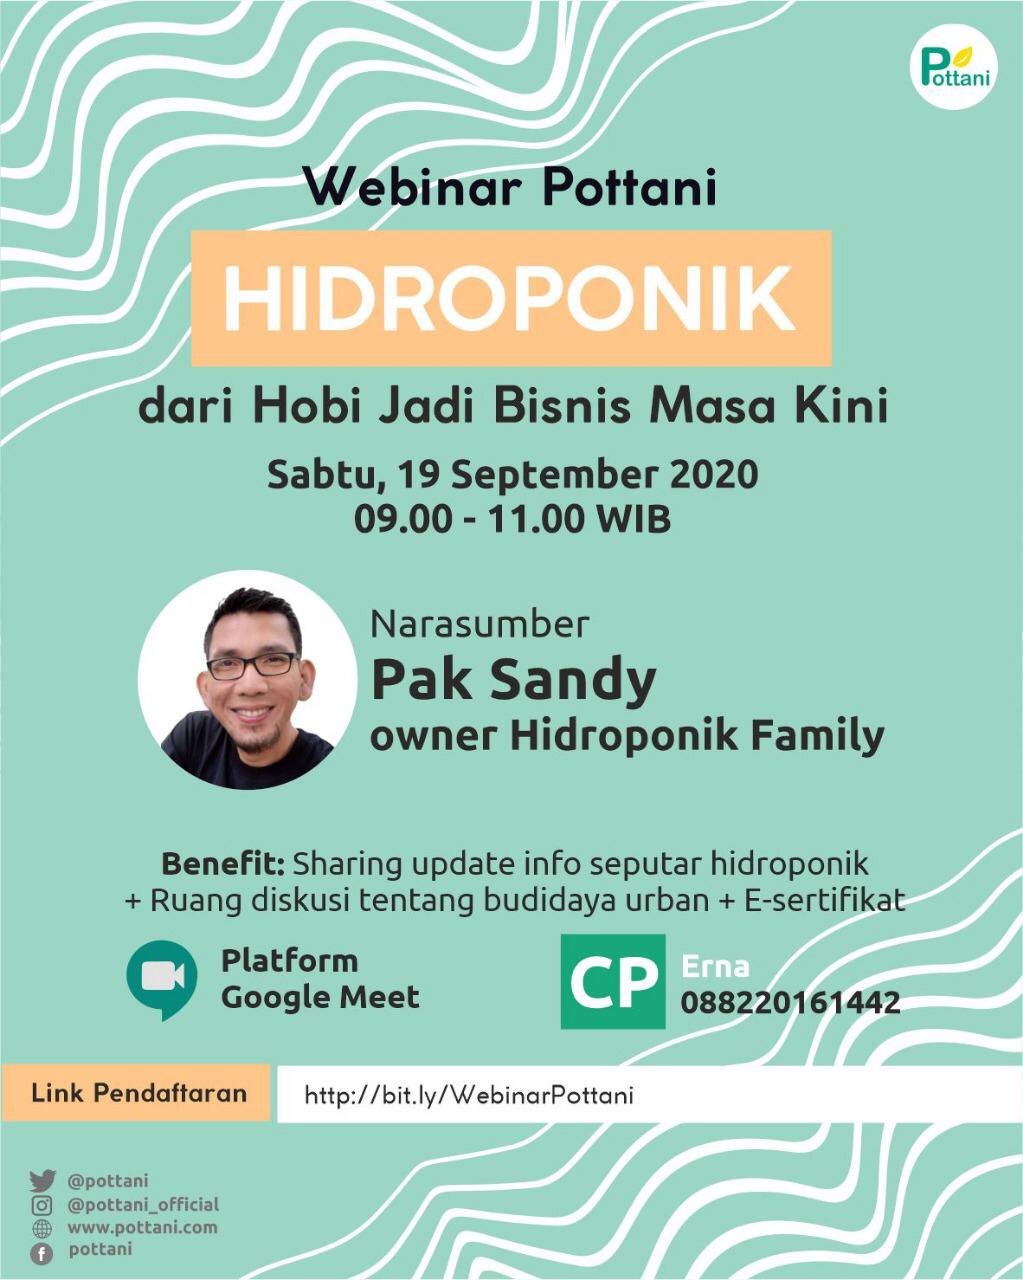 Pottani
Webinar Pottani
HIDROPONIK
dari Hobi Jadi Bisnis Masa Kini
Sabtu, 19 September 2020
09.00 - 11.00 WIB
Narasumber
Pak Sandy
owner Hidroponik Family
Benefit: Sharing update info seputar hidroponik
+ Ruang diskusi tentang budidaya urban + E-sertifikat
Platform
Google Meet
CP
Erna
088220161442
Link Pendaftaran
http://bit.ly/WebinarPottani
@pottani
@pottani_official
www.pottani.com
pottani